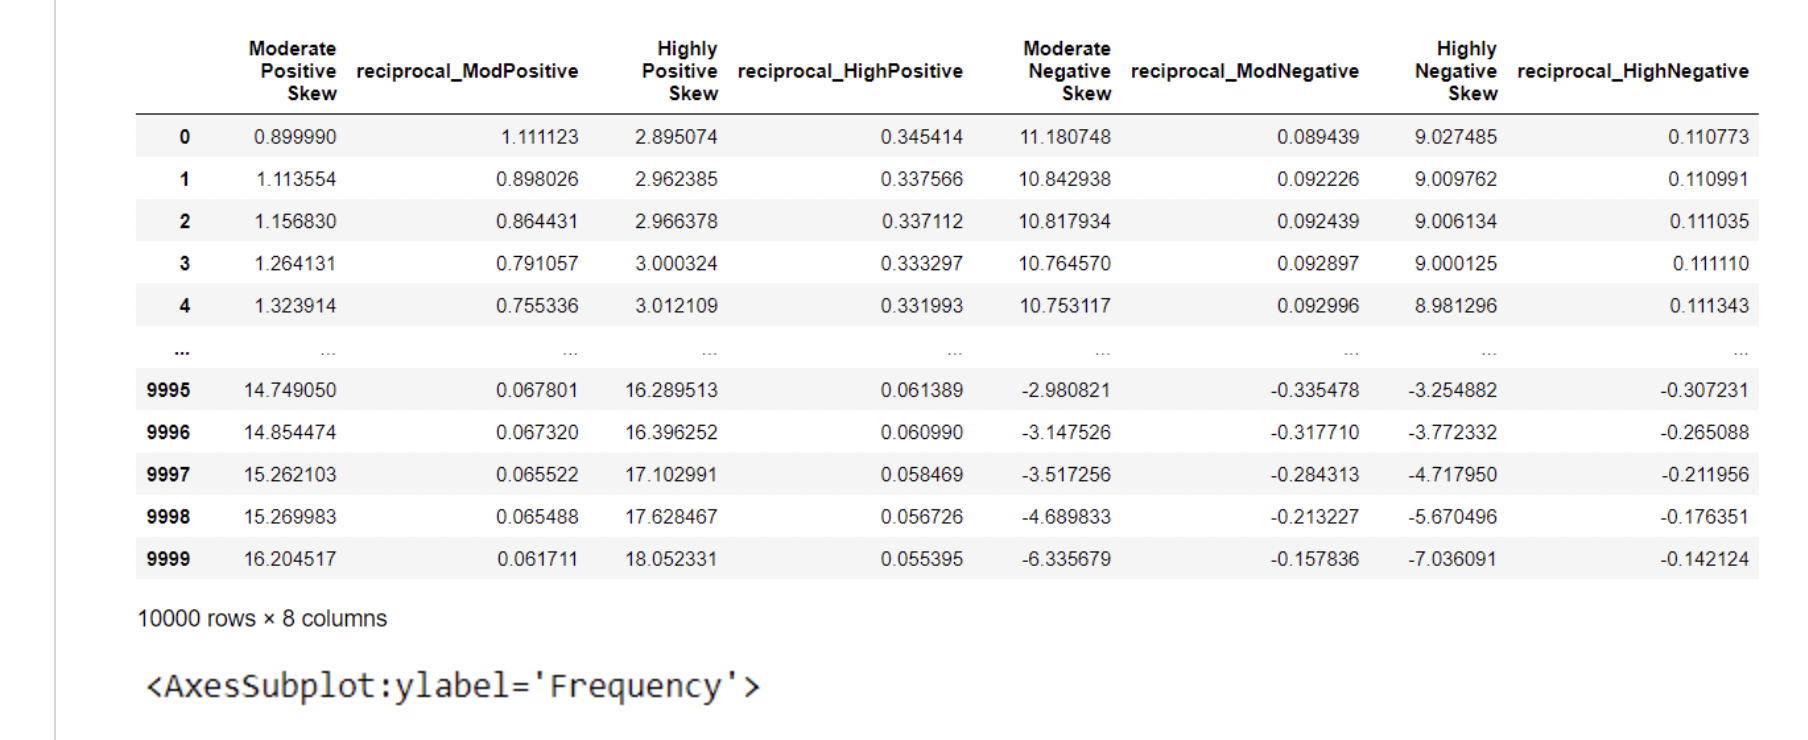 Moderate Positive Skew reciprocal_ModPositive Highly Positive Skew reciprocal_HighPositive Moderate Negative Skew reciprocal_ModNegative Highly Negative Skew reciprocal_HighNegative
0 0.899990 1.111123 2.895074 0.345414 11.180748 0.089439 9.027485 0.110773
1 1.113554 0.898026 2.962385 0.337566 10.842938 0.092226 9.009762 0.110991
2 1.156830 0.864431 2.966378 0.337112 10.817934 0.092439 9.006134 0.111035
3 1.264131 0.791057 3.000324 0.333297 10.764570 0.092897 9.000125 0.111110
4 1.323914 0.755336 3.012109 0.331993 10.753117 0.092996 8.981296 0.111343
... ... ... ... ... ... ... ... ...
9995 14.749050 0.067801 16.289513 0.061389 -2.980821 -0.335478 -3.254882 -0.307231
9996 14.854474 0.067320 16.396252 0.060990 -3.147526 -0.317710 -3.772332 -0.265088
9997 15.262103 0.065522 17.102991 0.058469 -3.517256 -0.284313 -4.717950 -0.211956
9998 15.269983 0.065488 17.628467 0.056726 -4.689833 -0.213227 -5.670496 -0.176351
9999 16.204517 0.061711 18.052331 0.055395 -6.335679 -0.157836 -7.036091 -0.142124
10000 rows × 8 columns
<AxesSubplot:ylabel='Frequency'>